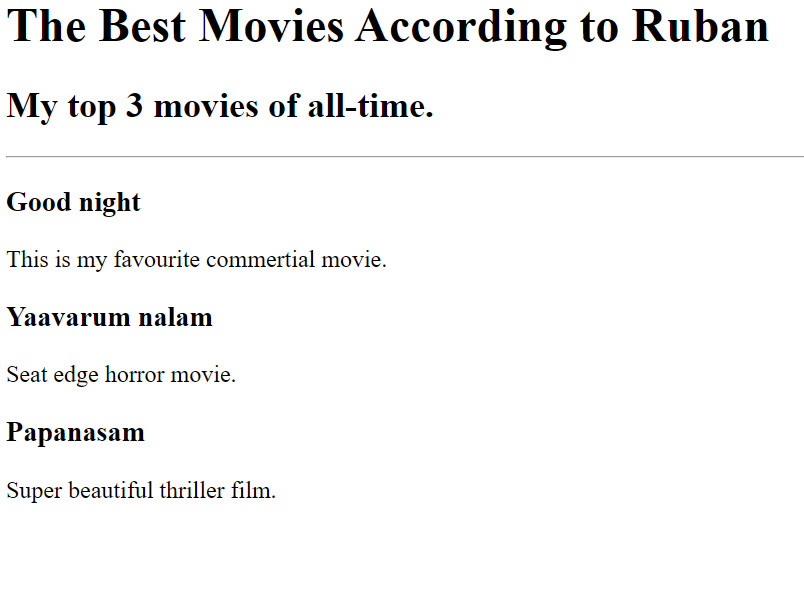 The Best Movies According to Ruban
My top 3 movies of all-time.
Good night
This is my favourite commertial movie.
Yaavarum nalam
Seat edge horror movie.
Papanasam
Super beautiful thriller film.